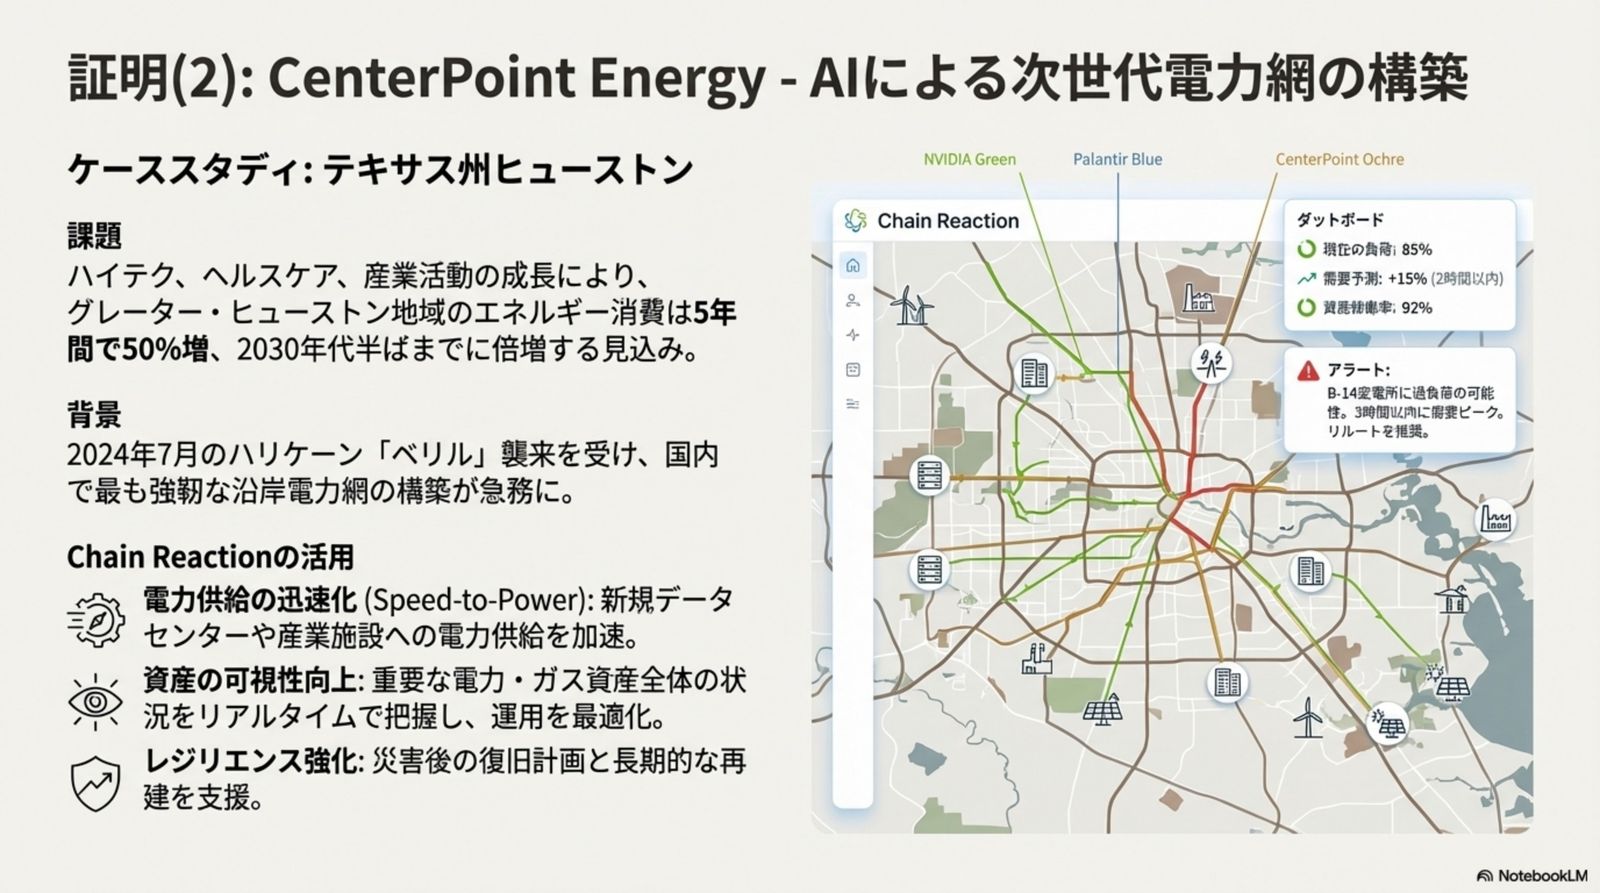 証明(2): CenterPoint Energy - AIによる次世代電力網の構築
ケーススタディ: テキサス州ヒューストン
課題
ハイテク、ヘルスケア、産業活動の成長により、
グレーター・ヒューストン地域のエネルギー消費は5年
間で50%増、2030年代半ばまでに倍増する見込み。
背景
2024年7月のハリケーン「ベリル」襲来を受け、国内
で最も強靭な沿岸電力網の構築が急務に。
Chain Reactionの活用
電力供給の迅速化 (Speed-to-Power): 新規データ
センターや産業施設への電力供給を加速。
資産の可視性向上: 重要な電力・ガス資産全体の状
況をリアルタイムで把握し、運用を最適化。
レジリエンス強化: 災害後の復旧計画と長期的な再
建を支援。
NVIDIA Green
Palantir Blue
CenterPoint Ochre
Chain Reaction
ダットボード
現在の負荷: 85%
需要予測: +15% (2時間以内)
92%
アラート:
B-14変電所に過負荷の可能
性。3時間以内に需要ピーク。
リルートを推奨。
NotebookLM